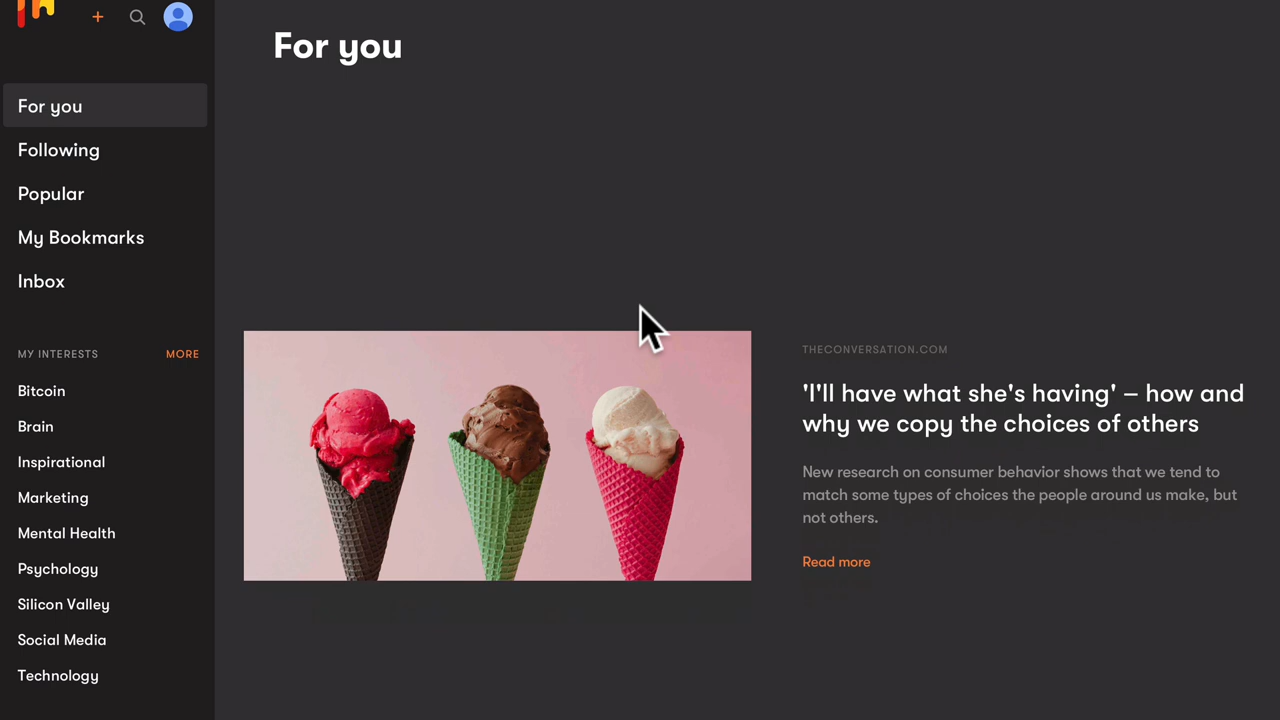 For you
For you
Following
Popular
My Bookmarks
Inbox
MY INTERESTS MORE
Bitcoin
Brain
Inspirational
Marketing
Mental Health
Psychology
Silicon Valley
Social Media
Technology
THECONVERSATION.COM
'I'll have what she's having' – how and
why we copy the choices of others
New research on consumer behavior shows that we tend to
match some types of choices the people around us make, but
not others.
Read more